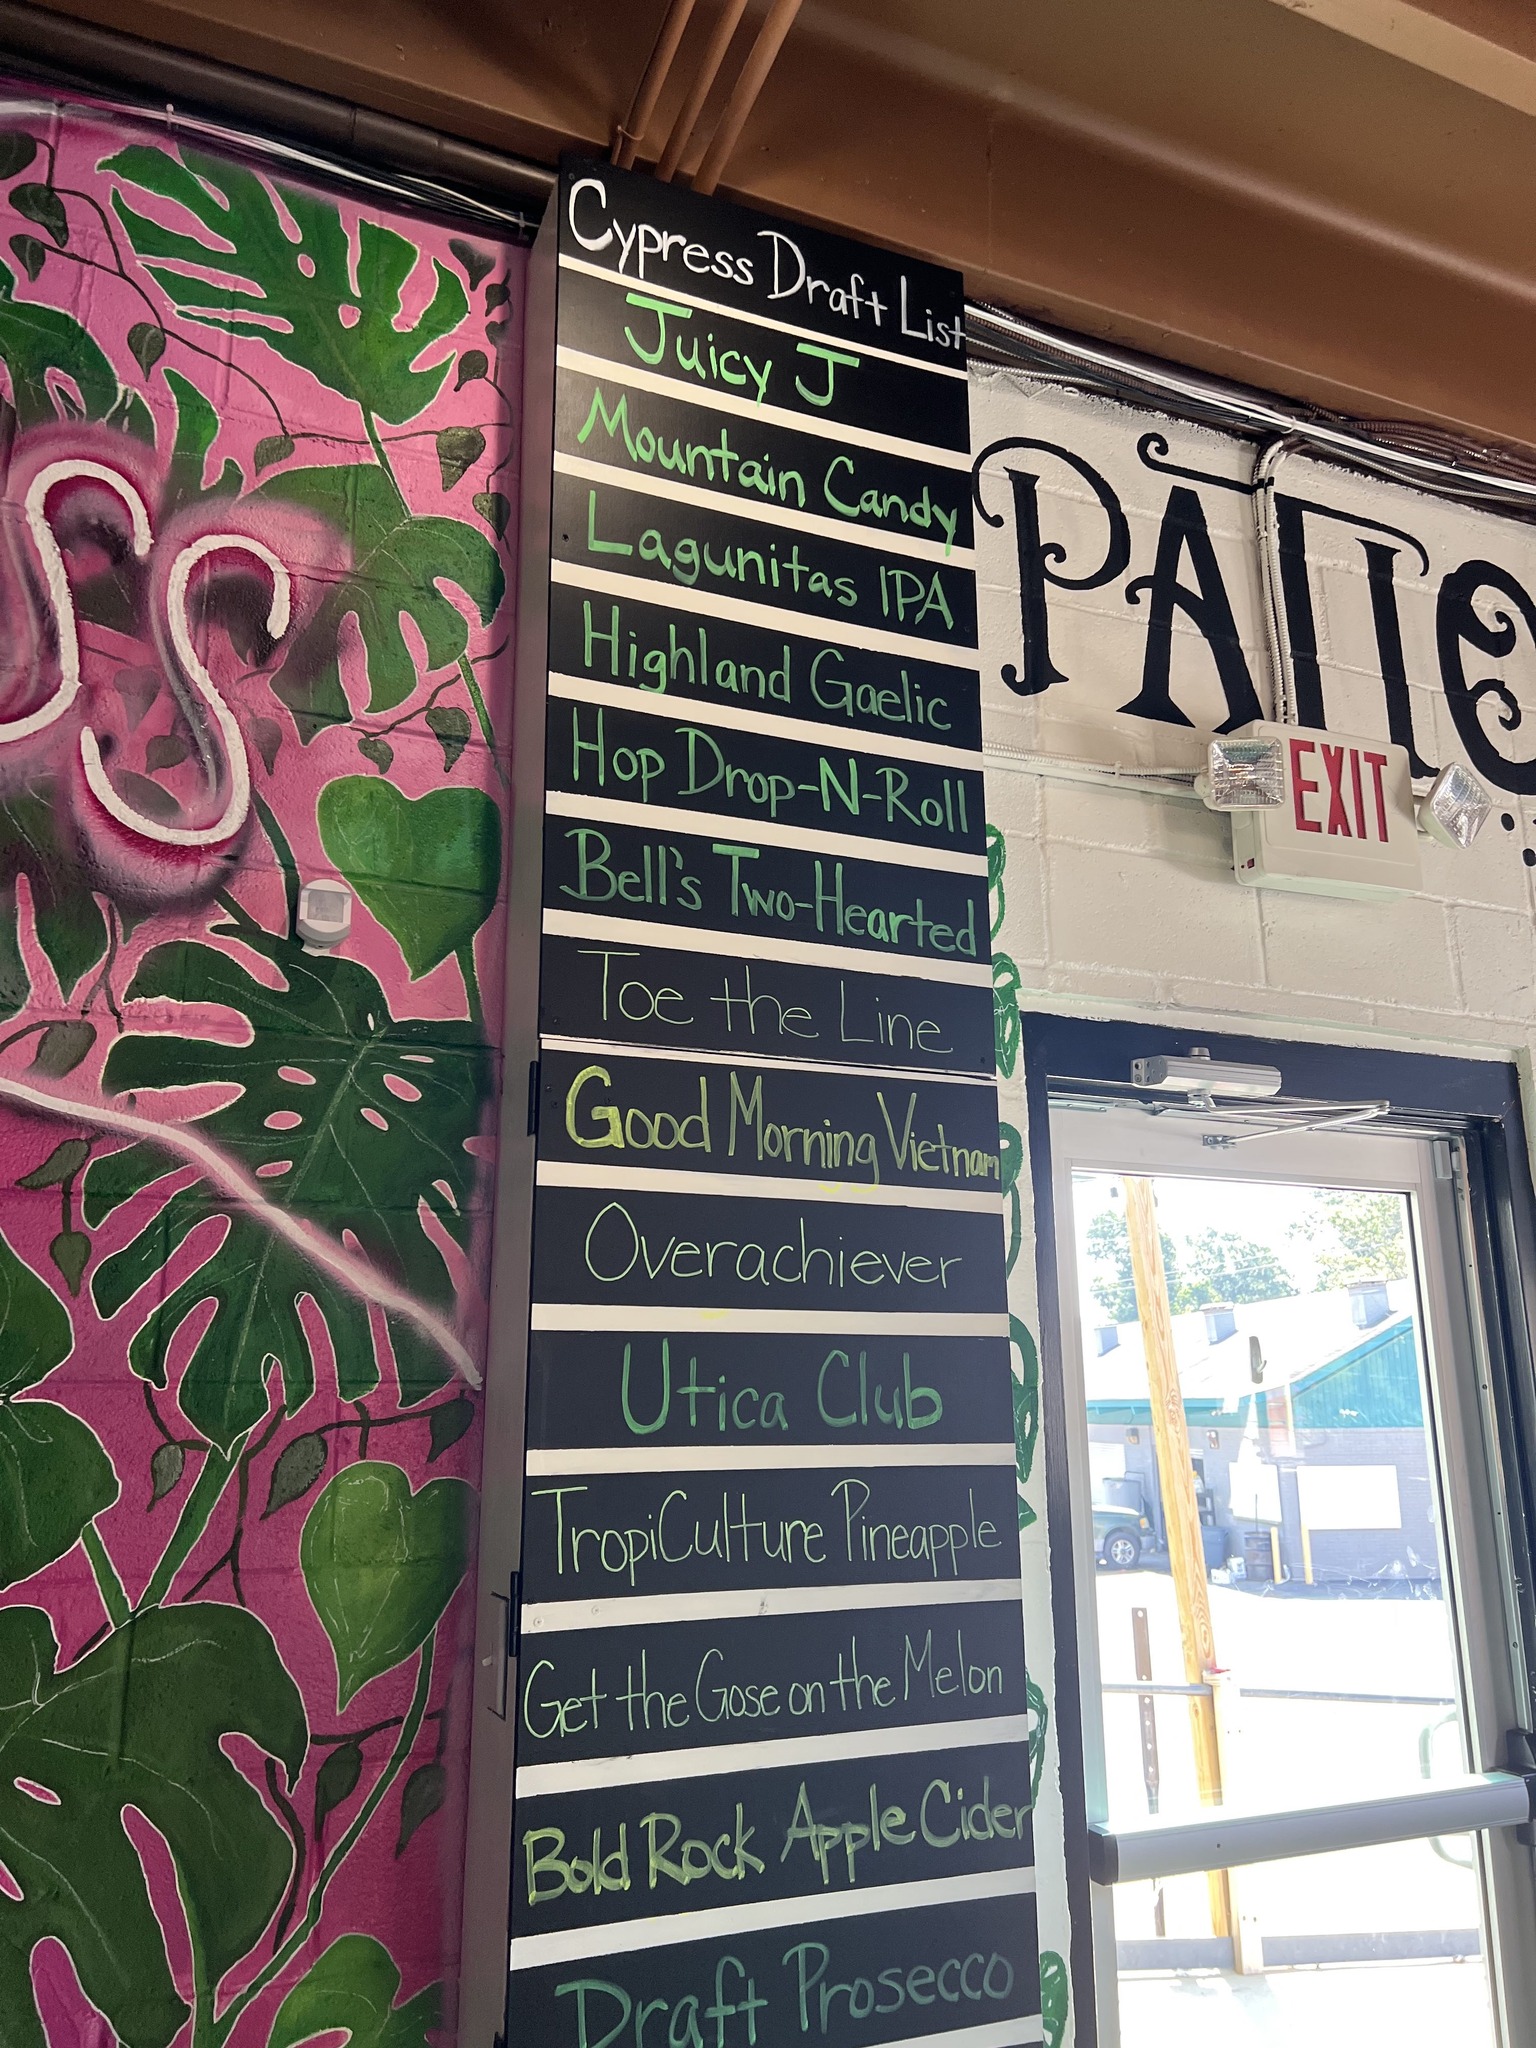 Cypress Draft List
Juicy J
Mountain Candy
Lagunitas IPA
Highland Gaelic
Hop Drop-N-Roll
Bell's Two-Hearted
Toe the Line
Good Morning Vietnam
Overachiever
Utica Club
TropiCulture Pineapple
Get the Gose on the Melon
Bold Rock Apple Cider
Draft Prosecco
EXIT